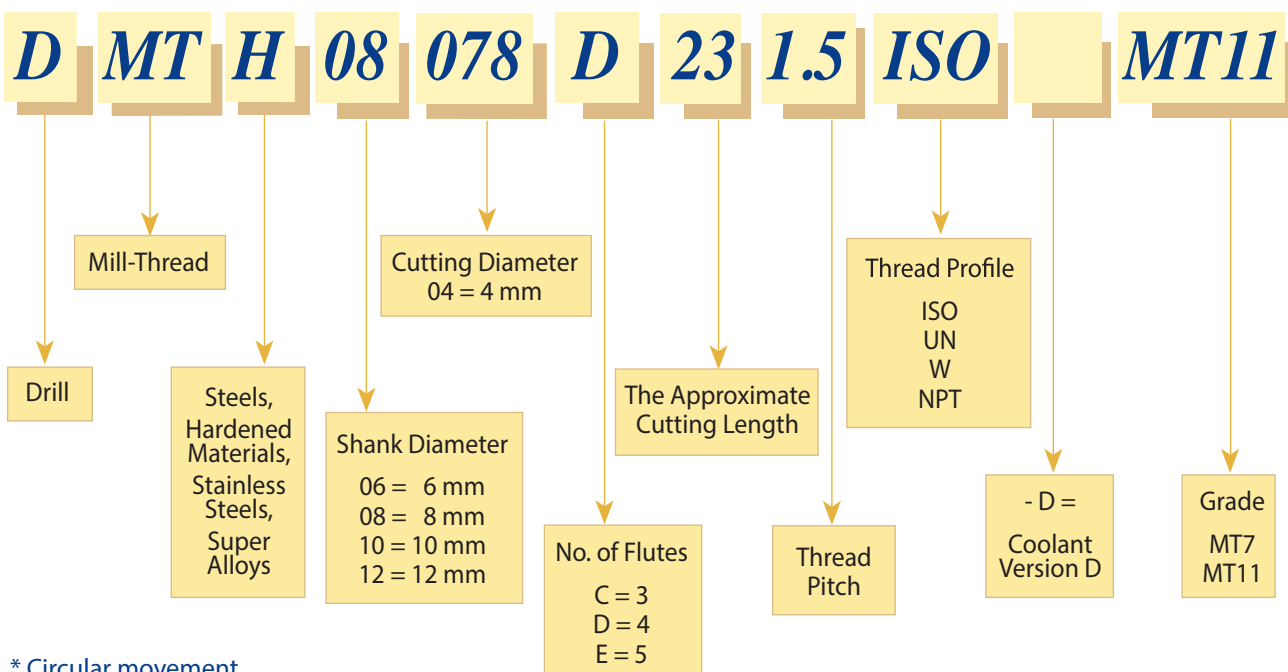 D MT H 08 078 D 23 1.5 ISO MT11
Mill-Thread
Cutting Diameter
04 = 4 mm
Thread Profile
ISO
UN
W
NPT
Drill
Steels,
Hardened
Materials,
Stainless
Steels,
Super
Alloys
Shank Diameter
06 = 6 mm
08 = 8 mm
10 = 10 mm
12 = 12 mm
The Approximate
Cutting Length
No. of Flutes
C = 3
D = 4
E = 5
Thread
Pitch
- D =
Coolant
Version D
Grade
MT7
MT11
* Circular movement